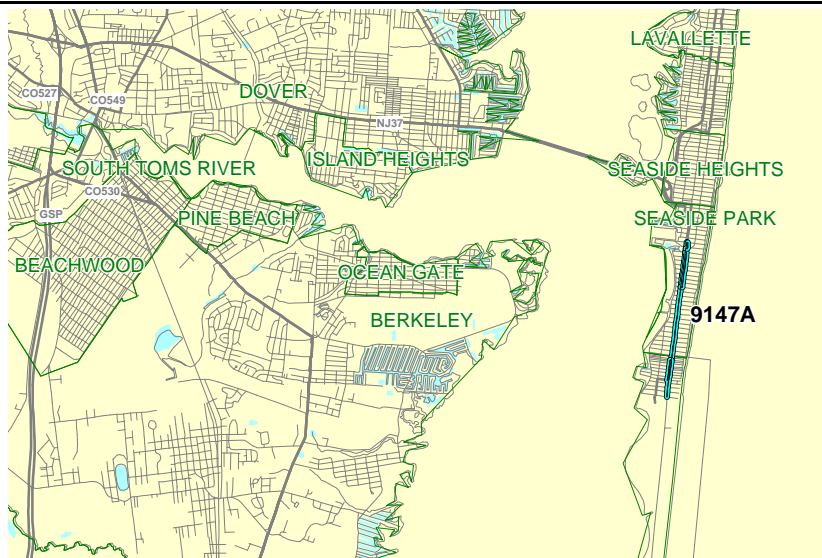 LAVALLETTE
DOVER
CO527
CO549
NJ37
ISLAND HEIGHTS
SOUTH TOMS RIVER
SEASIDE HEIGHTS
CO530
GSP
PINE BEACH
SEASIDE PARK
BEACHWOOD
OCEAN GATE
9147A
BERKELEY